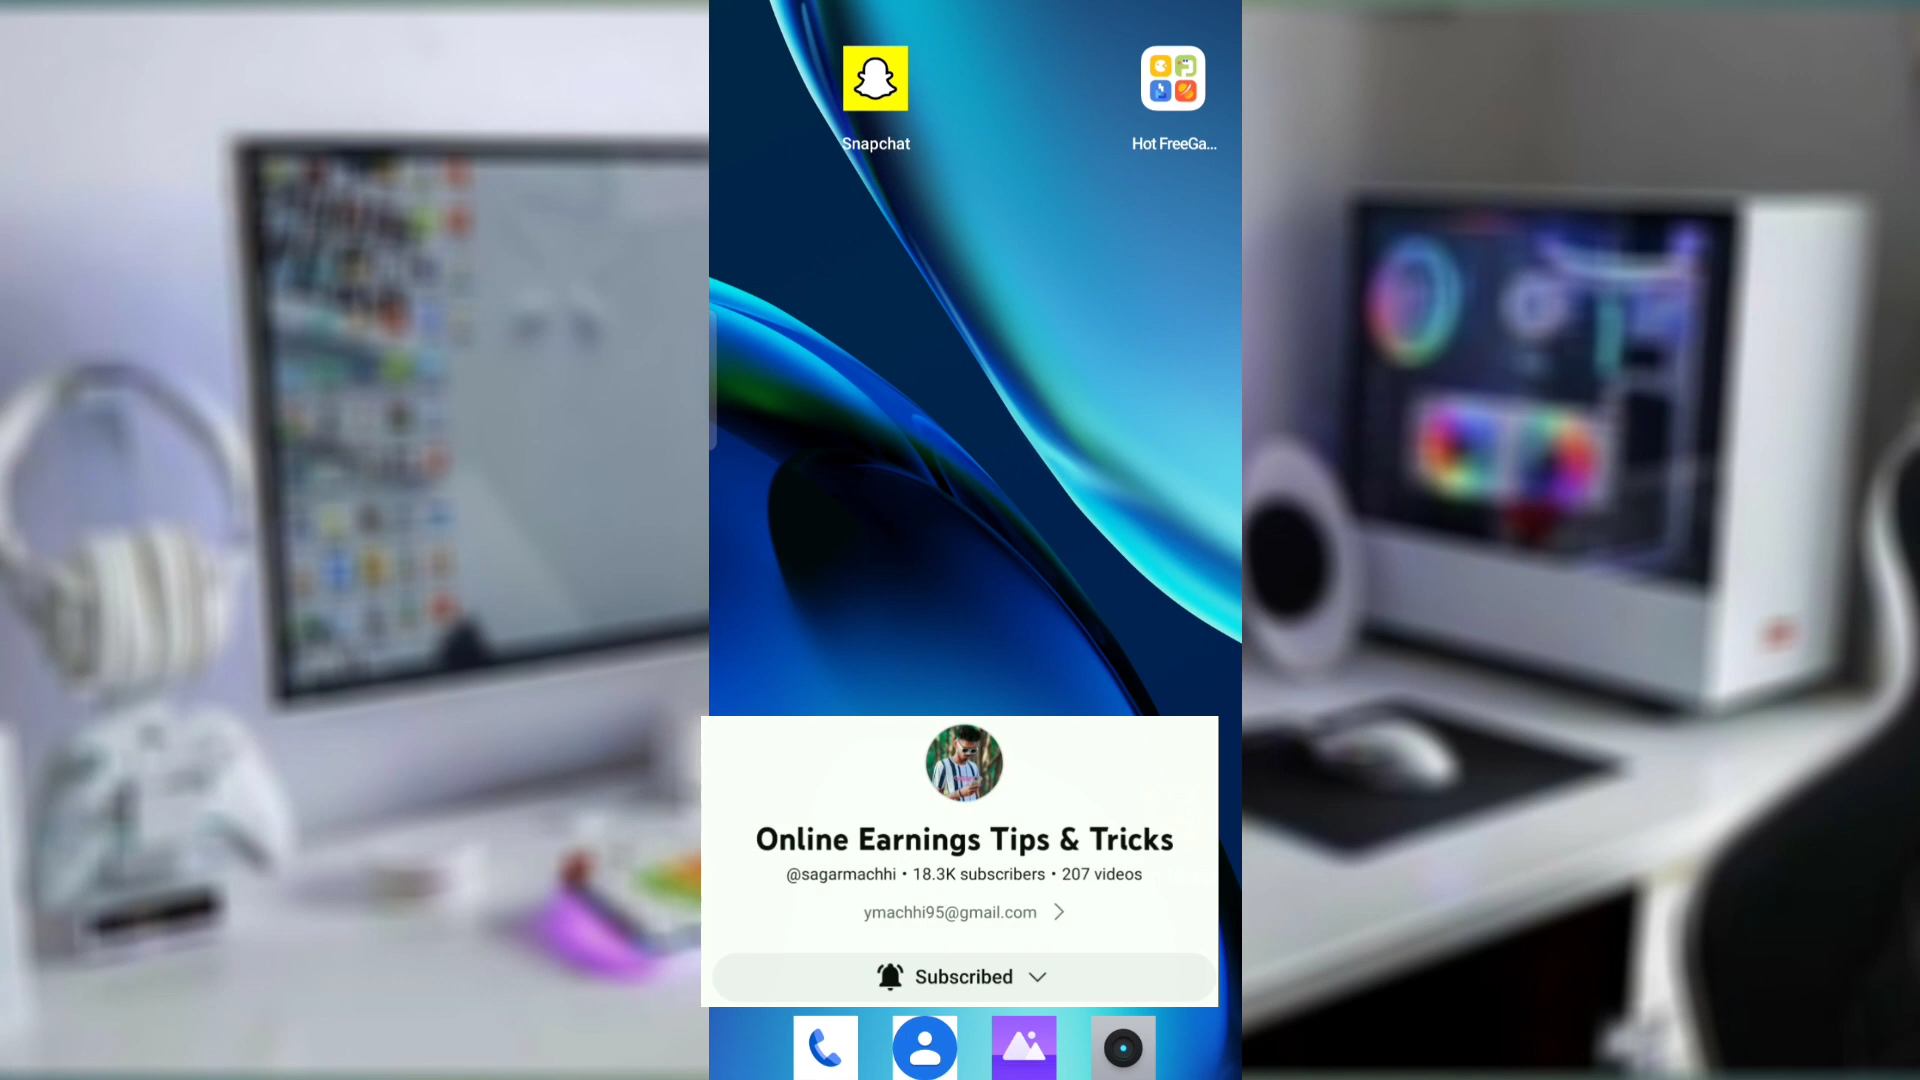 Snapchat
Hot FreeGa...
Online Earnings Tips & Tricks
@sagarmachhi • 18.3K subscribers • 207 videos
ymachhi95@gmail.com
Subscribed